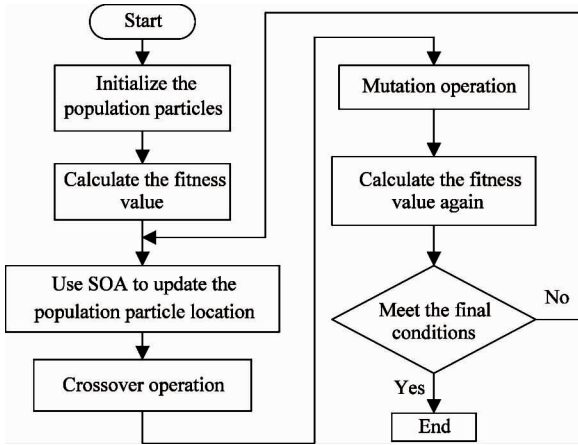 Start
Initialize the
population particles
Calculate the fitness
value
Use SOA to update the
population particle location
Crossover operation
Mutation operation
Calculate the fitness
value again
Meet the final
conditions
No
Yes
End